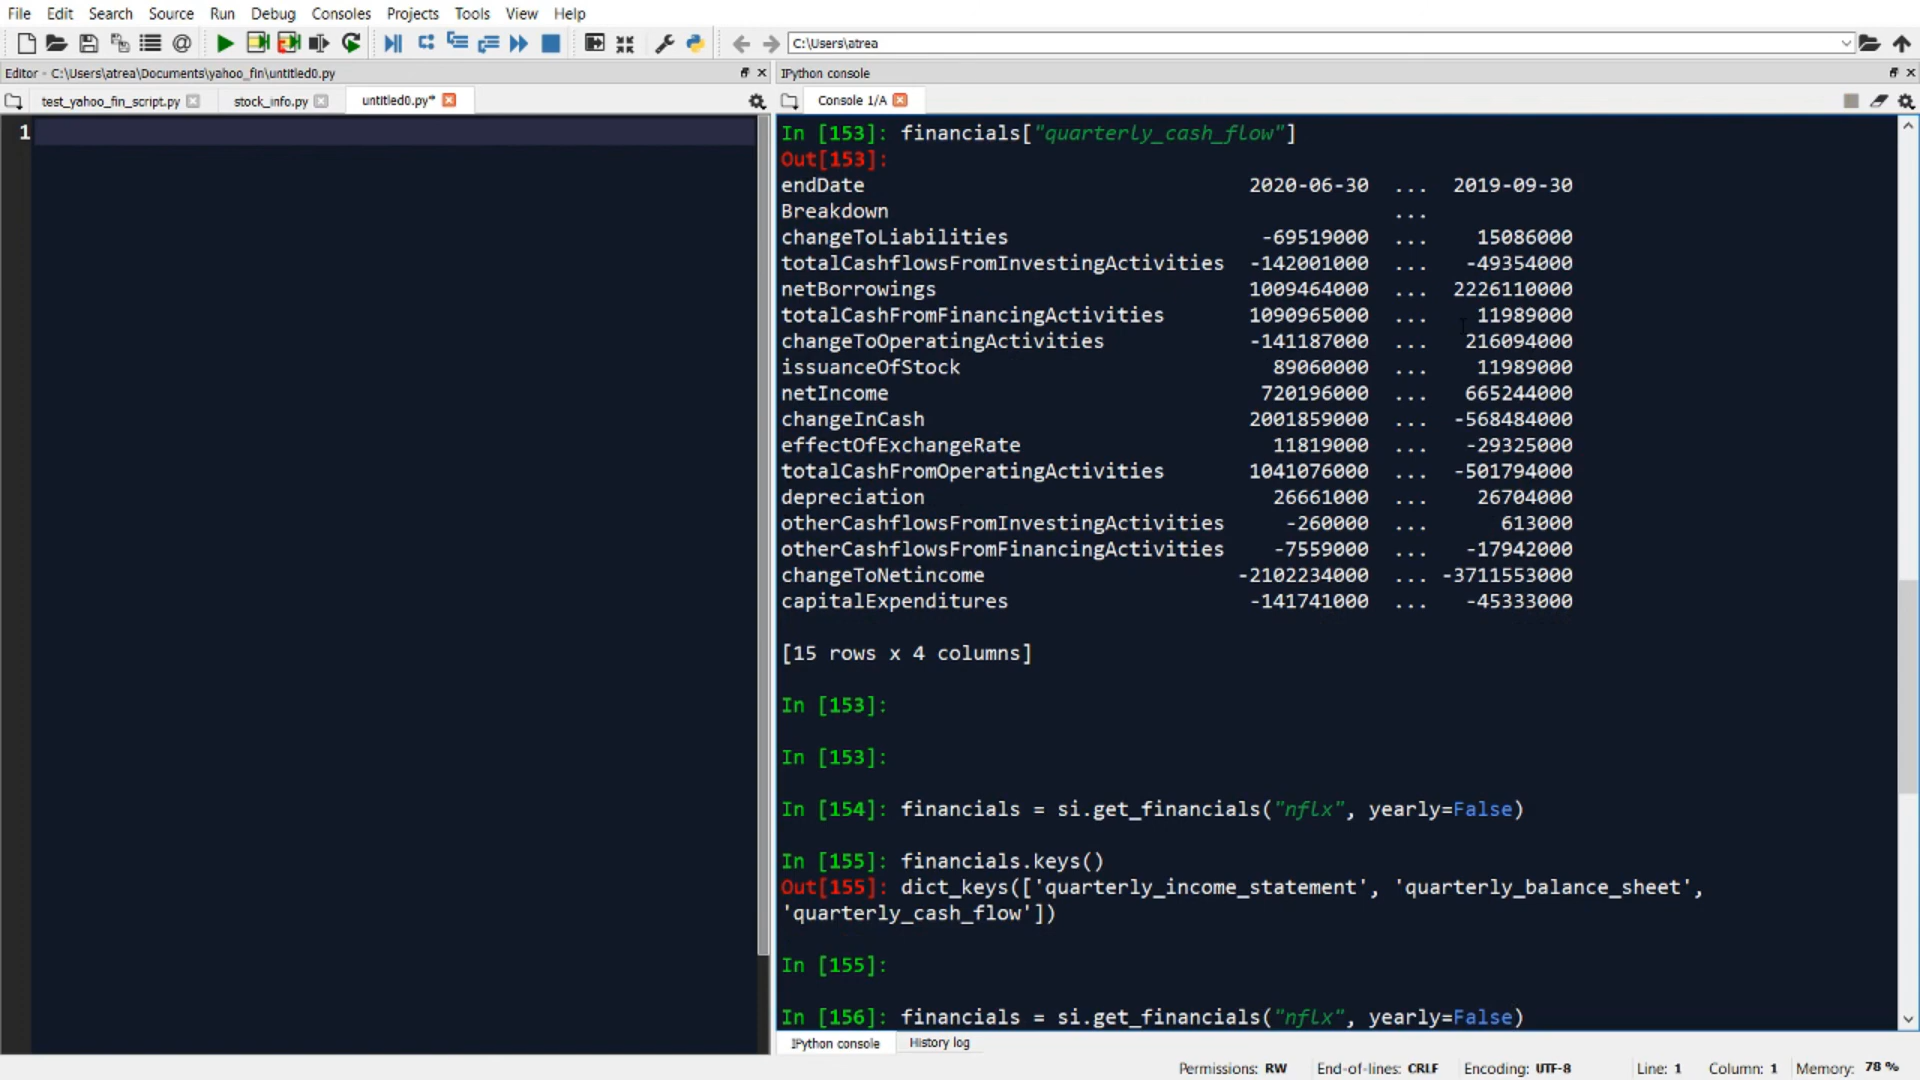 File Edit Search Source Run Debug Consoles Projects Tools View Help
C:\Users\atrea
Editor - C:\Users\atrea\Documents\yahoo_fin\untitled0.py
IPython console
test_yahoo_fin_script.py stock_info.py untitled0.py*
Console 1/A
1
In [153]: financials["quarterly_cash_flow"]
Out[153]:
endDate 2020-06-30 ... 2019-09-30
Breakdown ...
changeToLiabilities -69519000 ... 15086000
totalCashflowsFromInvestingActivities -142001000 ... -49354000
netBorrowings 1009464000 ... 2226110000
totalCashFromFinancingActivities 1090965000 ... 11989000
changeToOperatingActivities -141187000 ... 216094000
issuanceOfStock 89060000 ... 11989000
netIncome 720196000 ... 665244000
changeInCash 2001859000 ... -568484000
effectOfExchangeRate 11819000 ... -29325000
totalCashFromOperatingActivities 1041076000 ... -501794000
depreciation 26661000 ... 26704000
otherCashflowsFromInvestingActivities -260000 ... 613000
otherCashflowsFromFinancingActivities -7559000 ... -17942000
changeToNetincome -2102234000 ... -3711553000
capitalExpenditures -141741000 ... -45333000
[15 rows x 4 columns]
In [153]:
In [153]:
In [154]: financials = si.get_financials("nflx", yearly=False)
In [155]: financials.keys()
Out[155]: dict_keys(['quarterly_income_statement', 'quarterly_balance_sheet',
'quarterly_cash_flow'])
In [155]:
In [156]: financials = si.get_financials("nflx", yearly=False)
IPython console History log
Permissions: RW End-of-lines: CRLF Encoding: UTF-8 Line: 1 Column: 1 Memory: 78 %